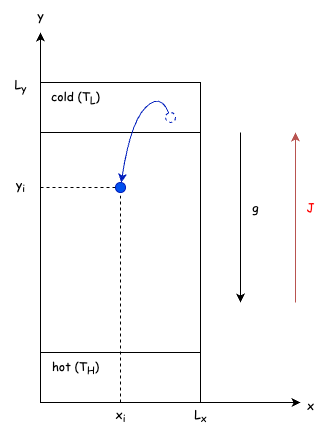 y
Ly
cold (TL)
yi
g
J
hot (TH)
xi
Lx
x